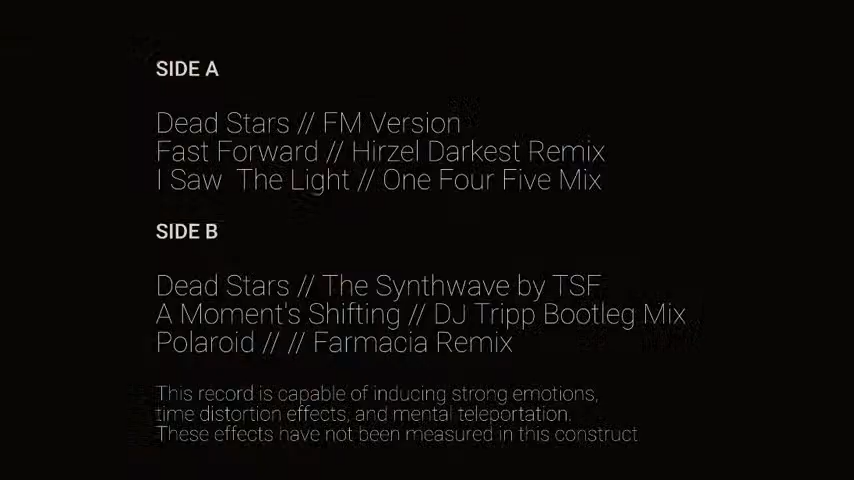 SIDE A
Dead Stars // FM Version
Fast Forward // Hirzel Darkest Remix
I Saw  The Light // One Four Five Mix
SIDE B
Dead Stars // The Synthwave by TSF
A Moment's Shifting // DJ Tripp Bootleg Mix
Polaroid // // Farmacia Remix
This record is capable of inducing strong emotions,
time distortion effects, and mental teleportation.
These effects have not been measured in this construct